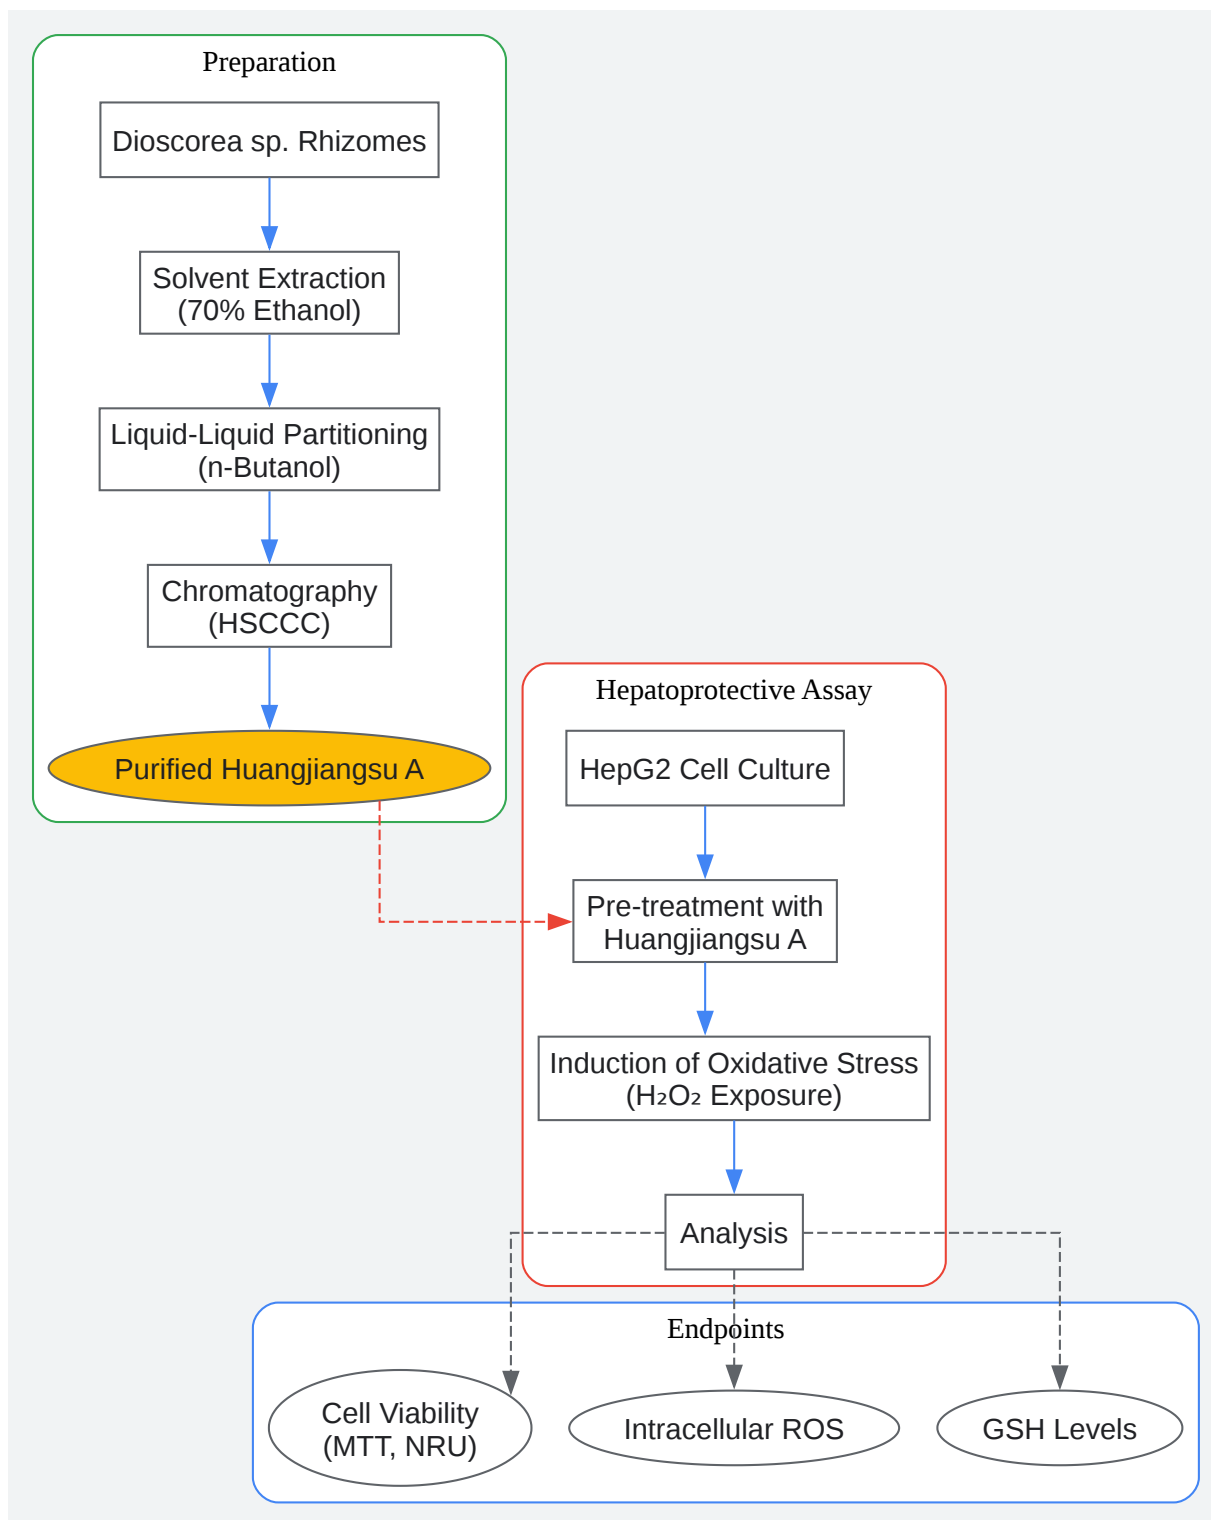 Preparation
Dioscorea sp. Rhizomes
Solvent Extraction
(70% Ethanol)
Liquid-Liquid Partitioning
(n-Butanol)
Chromatography
(HSCCC)
Purified Huangjiangsu A
Hepatoprotective Assay
HepG2 Cell Culture
Pre-treatment with
Huangjiangsu A
Induction of Oxidative Stress
(H₂O₂ Exposure)
Analysis
Endpoints
Cell Viability
(MTT, NRU)
Intracellular ROS
GSH Levels